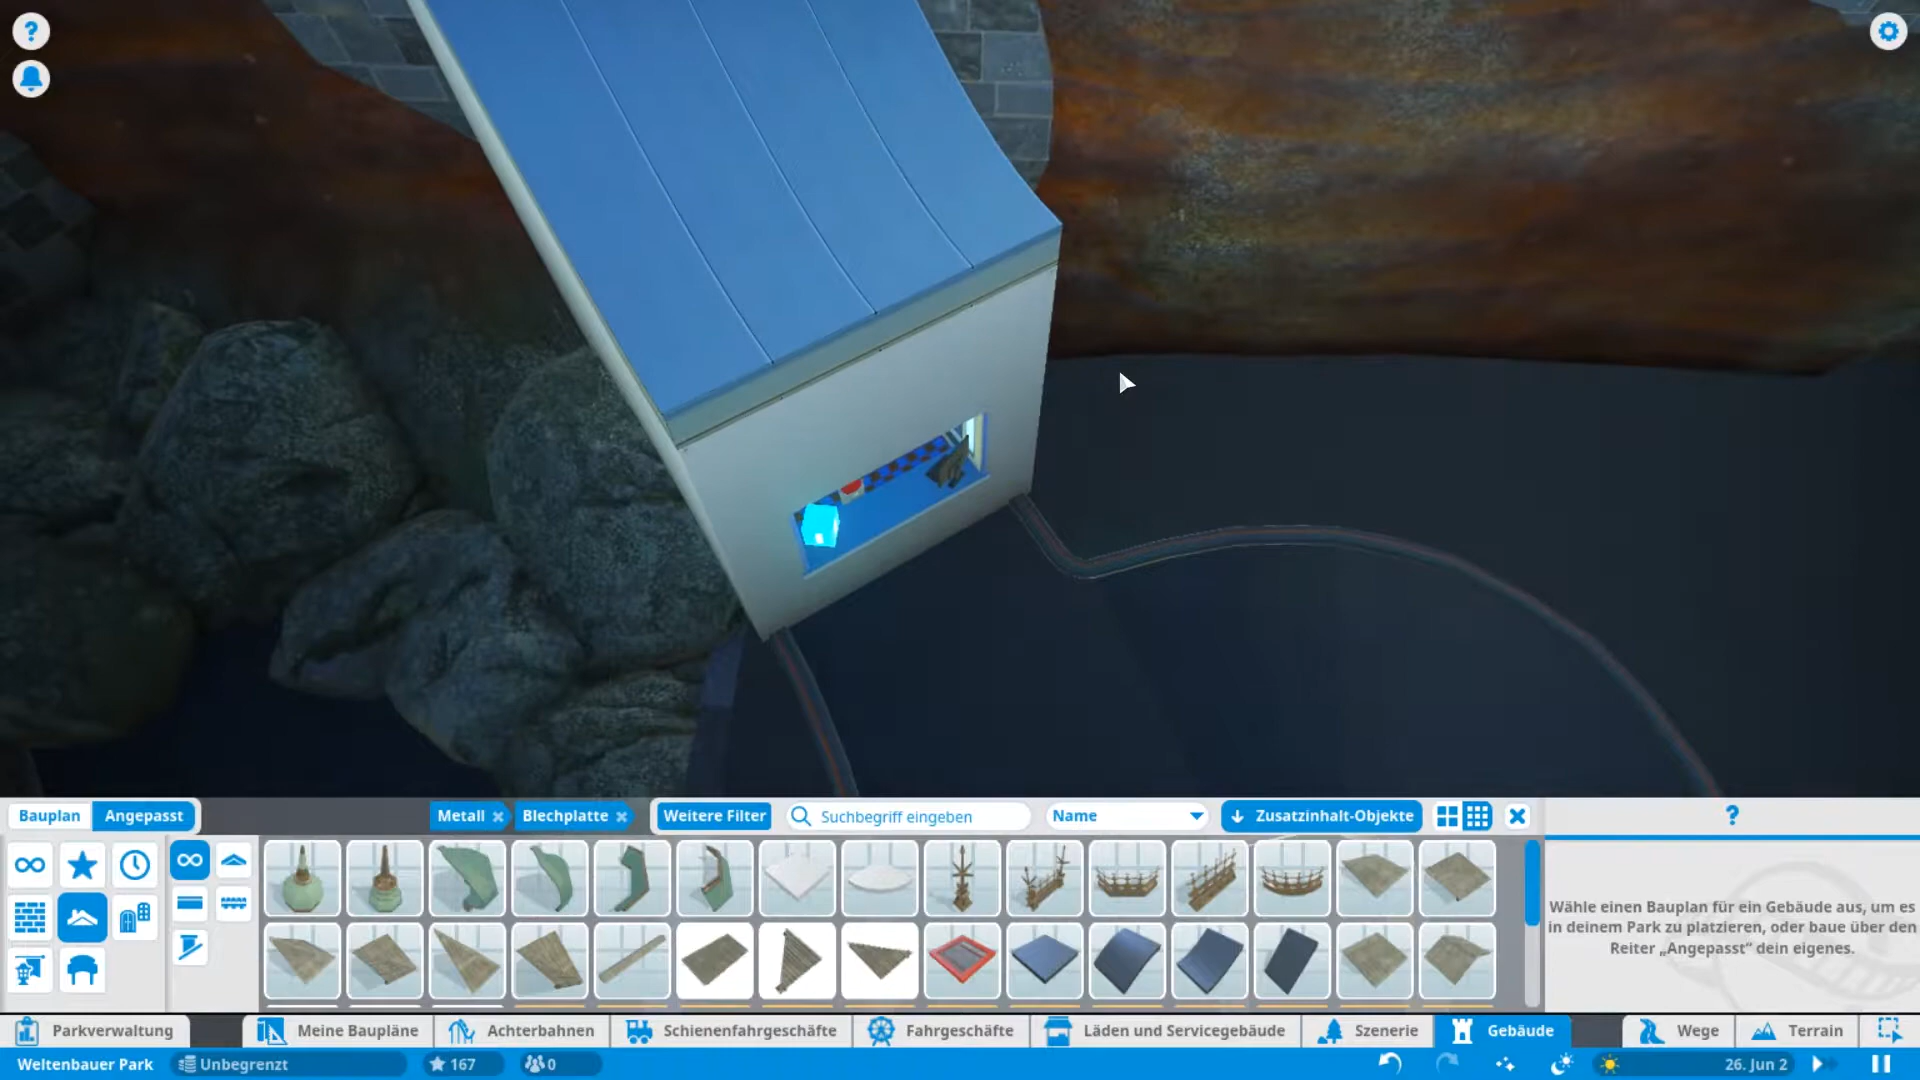 Bauplan
Angepasst
Metall
Blechplatte
Weitere Filter
Suchbegriff eingeben
Name
Zusatzinhalt-Objekte
Wähle einen Bauplan für ein Gebäude aus, um es
in deinem Park zu platzieren, oder baue über den
Reiter „Angepasst" dein eigenes.
Parkverwaltung
Meine Baupläne
Achterbahnen
Schienenfahrgeschäfte
Fahrgeschäfte
Läden und Servicegebäude
Szenerie
Gebäude
Wege
Terrain
Weltenbauer Park
Unbegrenzt
167
0
26. Jun 2